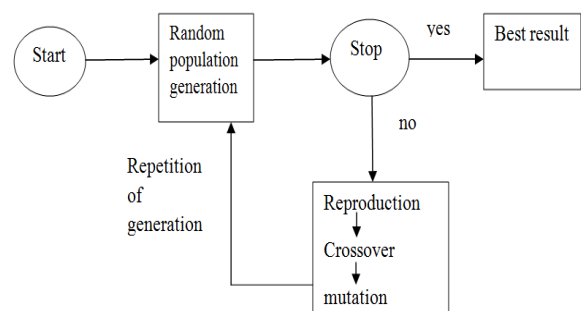 Start
Random
population
generation
Stop
yes
Best result
no
Repetition
of
generation
Reproduction
Crossover
mutation